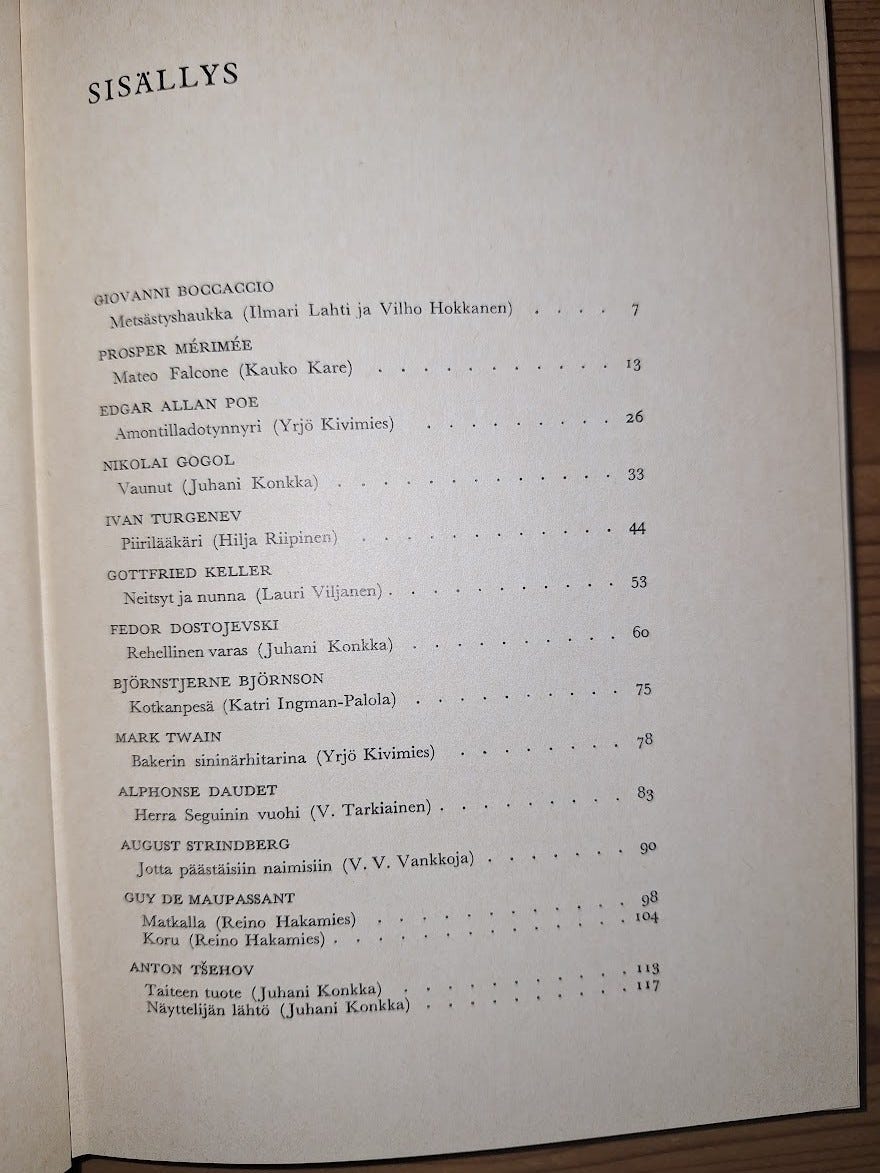 SISÄLLYS
GIOVANNI BOCCACCIO
Metsästyshaukka (Ilmari Lahti ja Vilho Hokkanen) . . . . 7
PROSPER MÉRIMÉE
Mateo Falcone (Kauko Kare) . . . . . . . . . . . 13
EDGAR ALLAN POE
Amontilladotynnyri (Yrjö Kivimies) . . . . . . . . . 26
NIKOLAI GOGOL
Vaunut (Juhani Konkka) . . . . . . . . . . . . . 33
IVAN TURGENEV
Piirilääkäri (Hilja Riipinen) . . . . . . . . . . . . 44
GOTTFRIED KELLER
Neitsyt ja nunna (Lauri Viljanen) . . . . . . . . . . . 53
FEDOR DOSTOJEVSKI
Rehellinen varas (Juhani Konkka) . . . . . . . . . . 60
BJÖRNSTJERNE BJÖRNSON
Kotkanpesä (Katri Ingman-Palola) . . . . . . . . . . 75
MARK TWAIN
Bakerin sininärhitarina (Yrjö Kivimies) . . . . . . . . 78
ALPHONSE DAUDET
Herra Seguinin vuohi (V. Tarkiainen) . . . . . . . . . 83
AUGUST STRINDBERG
Jotta päästäisiin naimisiin (V. V. Vankkoja) . . . . . . . 90
GUY DE MAUPASSANT
Matkalla (Reino Hakamies) . . . . . . . . . . . . 98
Koru (Reino Hakamies) . . . . . . . . . . . . . . 104
ANTON TŠEHOV
Taiteen tuote (Juhani Konkka) . . . . . . . . . . . 113
Näyttelijän lähtö (Juhani Konkka) . . . . . . . . . . 117